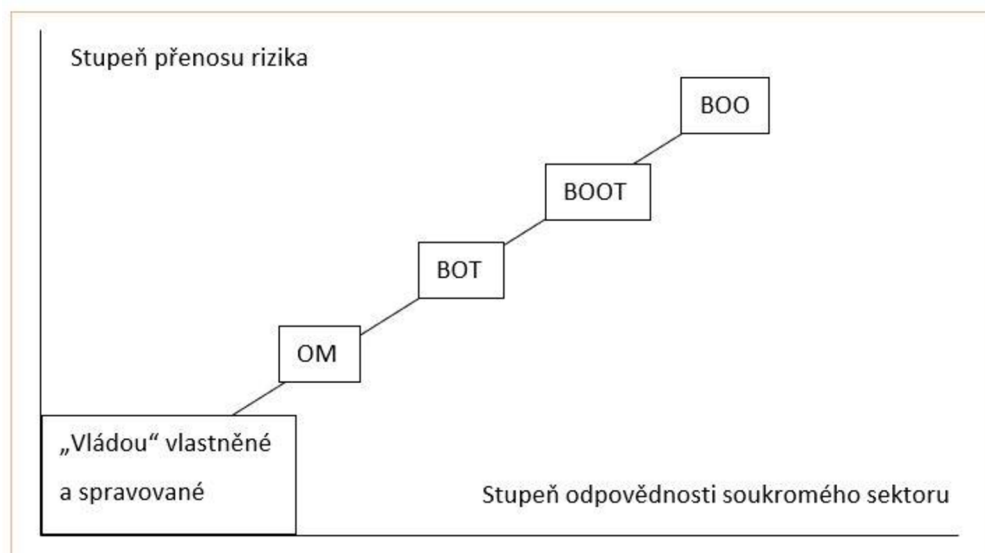 Stupeň přenosu rizika
BOO
BOOT
BOT
OM
„Vládou“ vlastněné
a spravované
Stupeň odpovědnosti soukromého sektoru